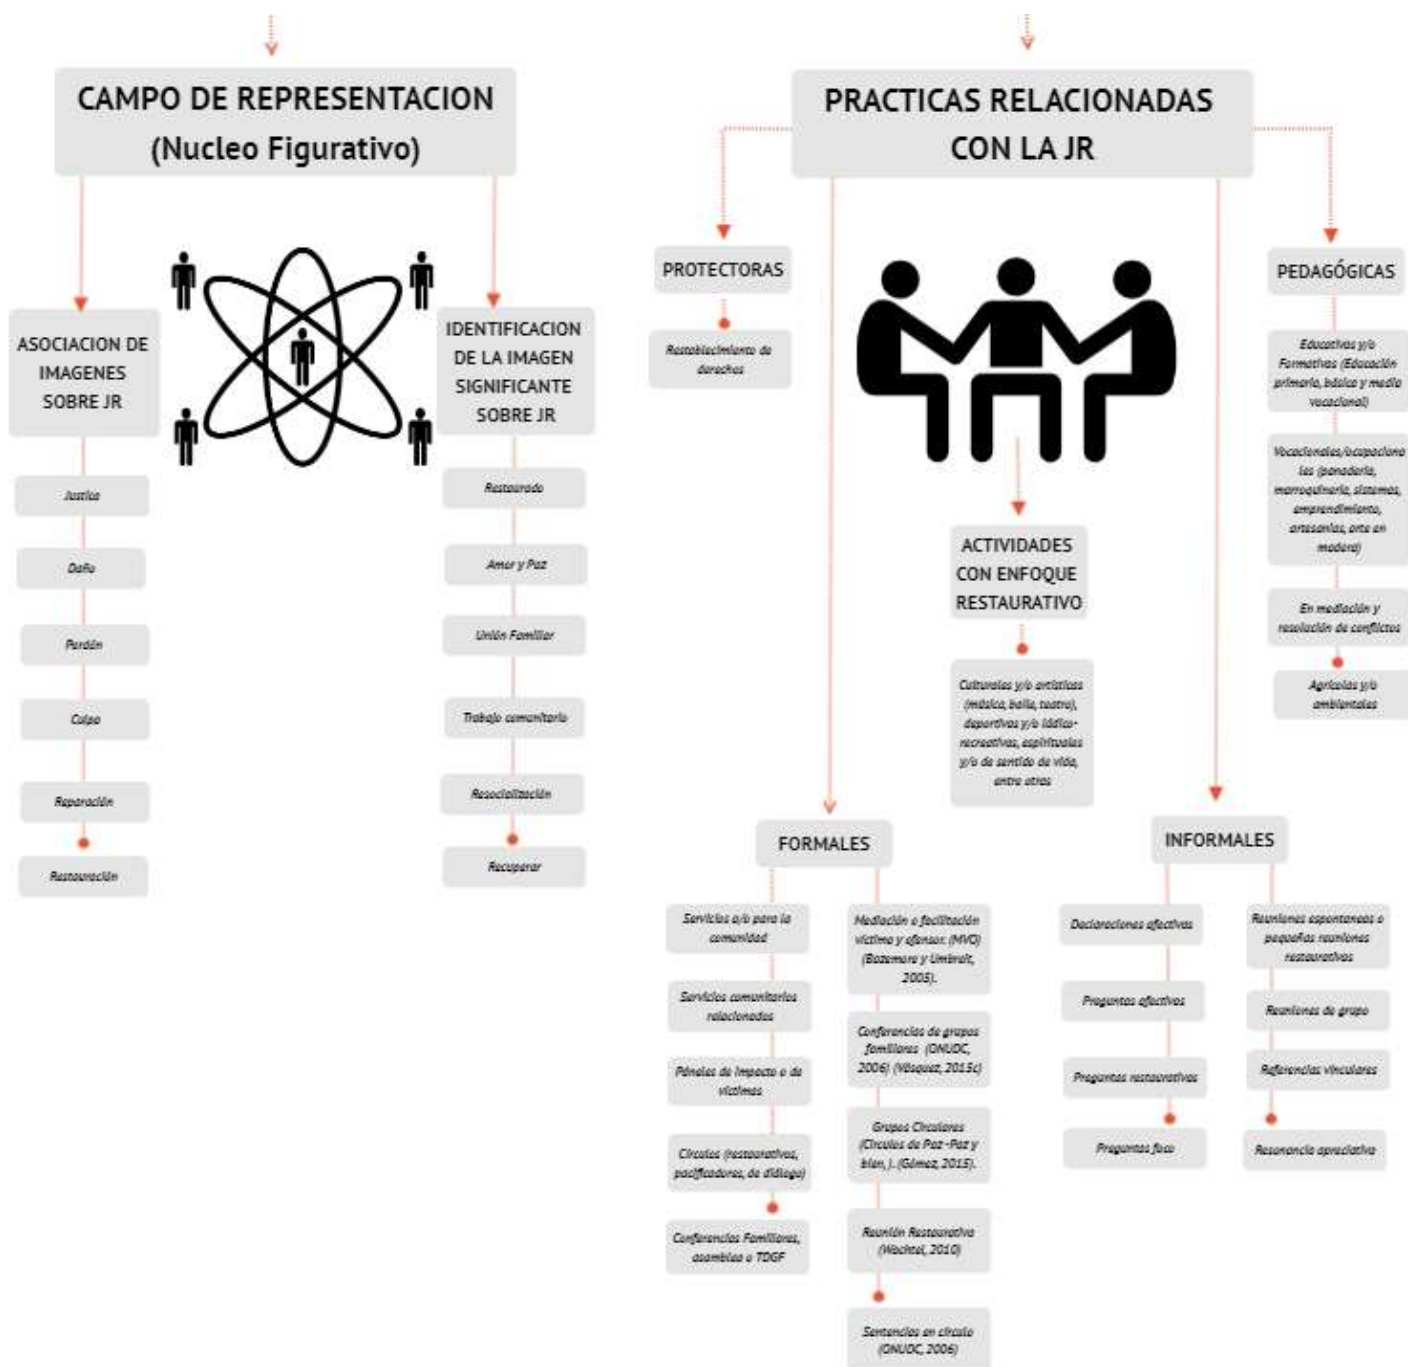 CAMPO DE REPRESENTACION
(Nucleo Figurativo)
ASOCIACION DE
IMAGENES
SOBRE JR
Justica
Daño
Perdón
Culpa
Reparación
Restauración
IDENTIFICACION
DE LA IMAGEN
SIGNIFICANTE
SOBRE JR
Restaurado
Amor y Paz
Unión Familiar
Trabajo comunitario
Resocialización
Recuperar
PRACTICAS RELACIONADAS
CON LA JR
PROTECTORAS
Restablecimiento de
derechos
ACTIVIDADES
CON ENFOQUE
RESTAURATIVO
Culturales y/o artísticas
(música, baile, teatro),
deportivas y/o lúdico-
recreativas, espirituales
y/o de sentido de vida,
entre otras
PEDAGÓGICAS
Educativas y/o
Formativas (Educación
primaria, básica y media
vocacional)
Vocacionales/ocupaciona
les (panadería,
marroquinería, sistemas,
emprendimiento,
artesanías, arte en
madera)
En mediación y
resolación de conflictos
Agrícolas y/o
ambientales
FORMALES
Servicios a/o para la
comunidad
Servicios comunitarios
relacionados
Páneles de impacto o de
víctimas
Círculos (restaurativos,
pacificadores, de diálogo)
Conferencias Familiares,
asamblea o TDGF
Mediación o facilitación
víctima y ofensor. (MVO)
(Bazemore y Umbreit,
2005).
Conferencias de grupos
familiares (ONUDC,
2006) (Vásquez, 2015c)
Grupos Circulares
(Círculos de Paz -Paz y
bien, ). (Gómez, 2015).
Reunión Restaurativa
(Wachtel, 2010)
Sentencias en círculo
(ONUDC, 2006)
INFORMALES
Declaraciones afectivas
Preguntas afectivas
Preguntas restaurativas
Preguntas foco
Reuniones espontaneas o
pequeñas reuniones
restaurativas
Reuniones de grupo
Referencias vinculares
Resonancia apreciativa